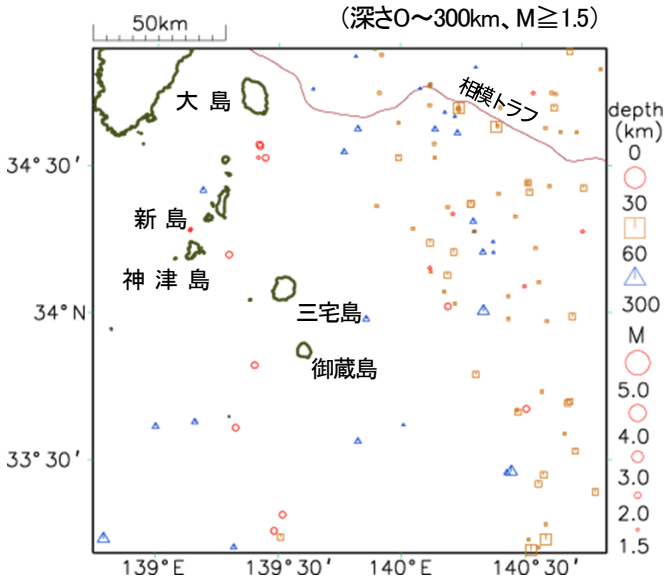 (深さ0~300km、M≧1.5)
50km
相模トラフ
大 島
新 島
神 津 島
三宅島
御蔵島
34°30′
34°N
33°30′
139°E
139°30′
140°E
140°30′
depth
(km)
0
30
60
300
M
5.0
4.0
3.0
2.0
1.5